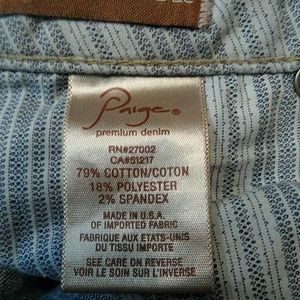 Paige®
premium denim
RN#27002
CA#51217
79% COTTON/COTON
18% POLYESTER
2% SPANDEX
MADE IN U.S.A.
OF IMPORTED FABRIC
FABRIQUE AUX ETATS-UNIS
DU TISSU IMPORTE
SEE CARE ON REVERSE
VOIR LE SOIN SUR L'INVERSE